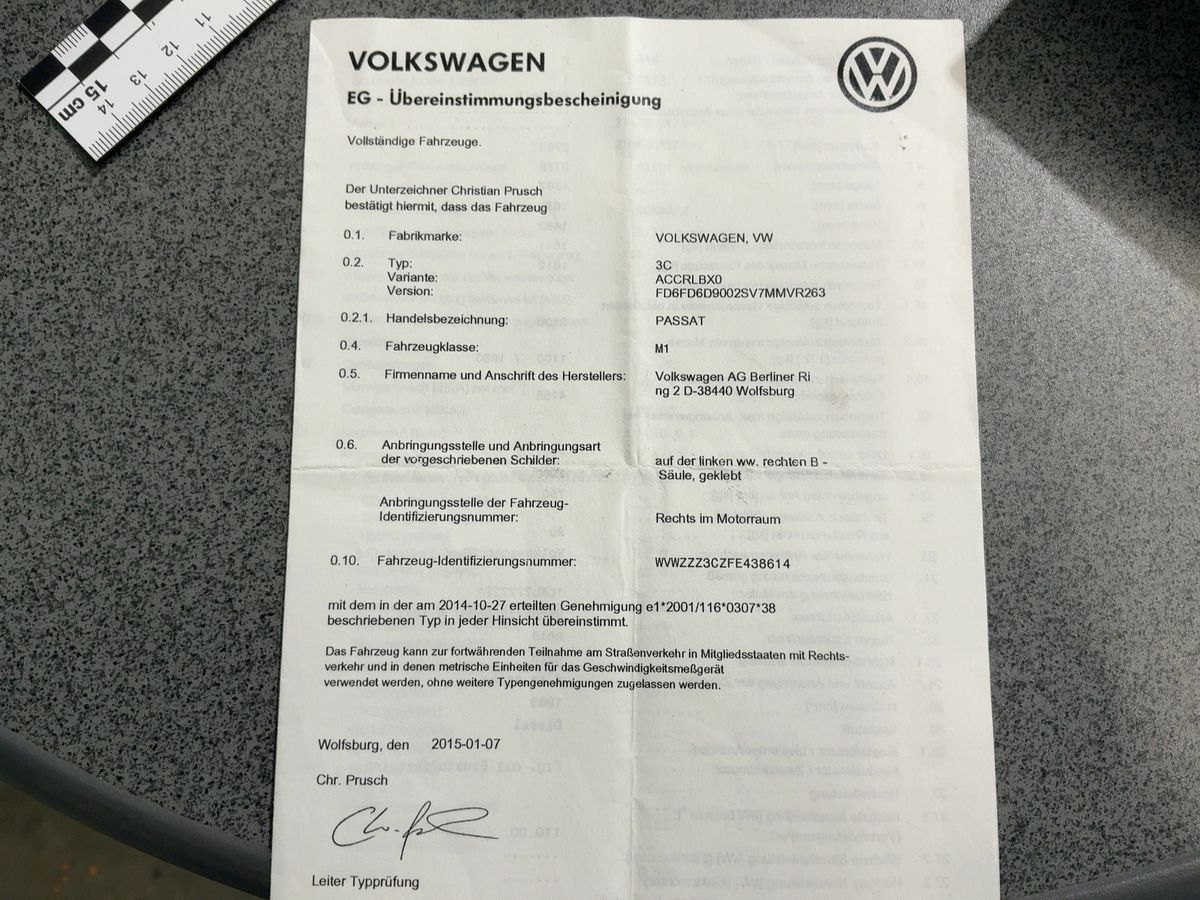 11
12
13
14
15 cm
VOLKSWAGEN
EG - Übereinstimmungsbescheinigung
Vollständige Fahrzeuge.
Der Unterzeichner Christian Prusch
bestätigt hiermit, dass das Fahrzeug
0.1. Fabrikmarke: VOLKSWAGEN, VW
0.2. Typ: 3C
Variante: ACCRLBX0
Version: FD6FD6D9002SV7MMVR263
0.2.1. Handelsbezeichnung: PASSAT
0.4. Fahrzeugklasse: M1
0.5. Firmenname und Anschrift des Herstellers: Volkswagen AG Berliner Ri
ng 2 D-38440 Wolfsburg
0.6. Anbringungsstelle und Anbringungsart
der vorgeschriebenen Schilder: auf der linken ww. rechten B -
Säule, geklebt
Anbringungsstelle der Fahrzeug-
Identifizierungsnummer: Rechts im Motorraum
0.10. Fahrzeug-Identifizierungsnummer: WVWZZZ3CZFE438614
mit dem in der am 2014-10-27 erteilten Genehmigung e1*2001/116*0307*38
beschriebenen Typ in jeder Hinsicht übereinstimmt.
Das Fahrzeug kann zur fortwährenden Teilnahme am Straßenverkehr in Mitgliedsstaaten mit Rechts-
verkehr und in denen metrische Einheiten für das Geschwindigkeitsmeßgerät
verwendet werden, ohne weitere Typengenehmigungen zugelassen werden.
Wolfsburg, den 2015-01-07
Chr. Prusch
Leiter Typprüfung